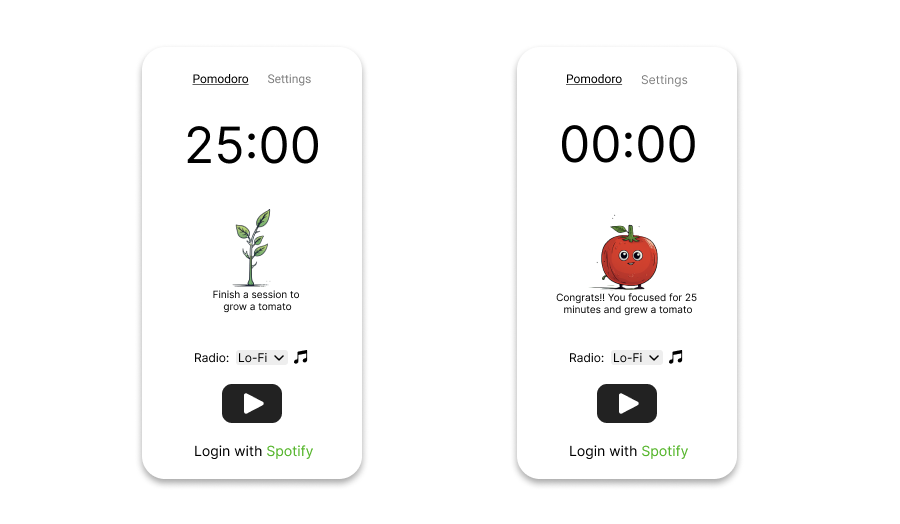 Pomodoro Settings
25:00
Finish a session to
grow a tomato
Radio: Lo-Fi
Login with Spotify
Pomodoro Settings
00:00
Congrats!! You focused for 25
minutes and grew a tomato
Radio: Lo-Fi
Login with Spotify